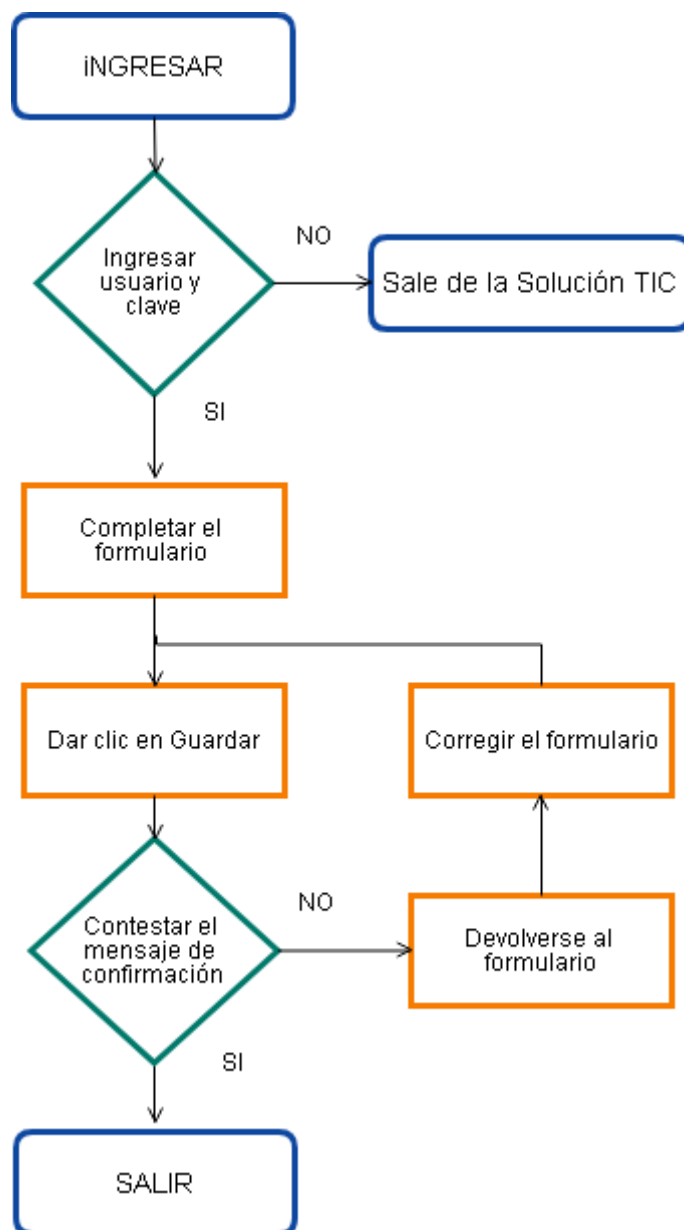 iNGRESAR
Ingresar
usuario y
clave
NO
Sale de la Solución TIC
SI
Completar el
formulario
Dar clic en Guardar
Corregir el formulario
Contestar el
mensaje de
confirmación
NO
Devolverse al
formulario
SI
SALIR